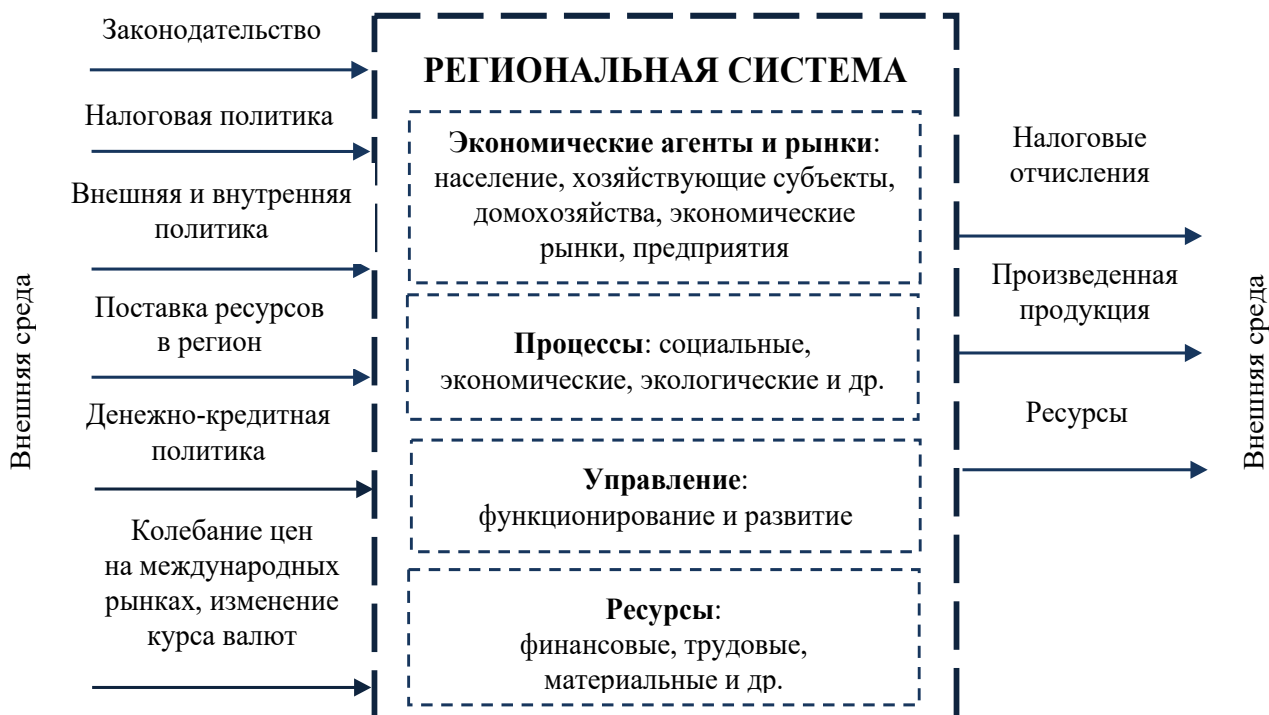 Внешняя среда
Законодательство
Налоговая политика
Внешняя и внутренняя
политика
Поставка ресурсов
в регион
Денежно-кредитная
политика
Колебание цен
на международных
рынках, изменение
курса валют
РЕГИОНАЛЬНАЯ СИСТЕМА
Экономические агенты и рынки:
население, хозяйствующие субъекты,
домохозяйства, экономические
рынки, предприятия
Процессы: социальные,
экономические, экологические и др.
Управление:
функционирование и развитие
Ресурсы:
финансовые, трудовые,
материальные и др.
Налоговые
отчисления
Произведенная
продукция
Ресурсы
Внешняя среда